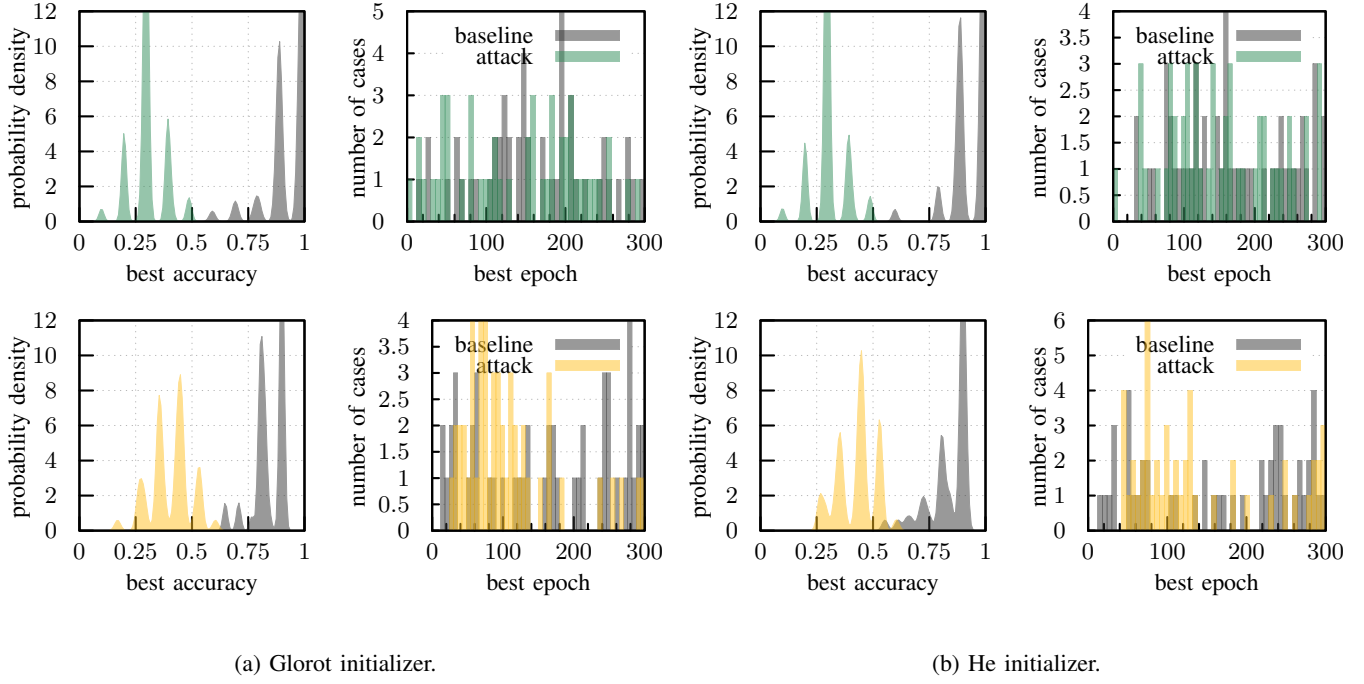 probability density
12
10
8
6
4
2
0
0 0.25 0.5 0.75 1
best accuracy
number of cases
5
4
3
2
1
0
baseline
attack
0 100 200 300
best epoch
probability density
12
10
8
6
4
2
0
0 0.25 0.5 0.75 1
best accuracy
number of cases
4
3.5
3
2.5
2
1.5
1
0.5
0
baseline
attack
0 100 200 300
best epoch
probability density
12
10
8
6
4
2
0
0 0.25 0.5 0.75 1
best accuracy
number of cases
4
3.5
3
2.5
2
1.5
1
0.5
0
baseline
attack
0 100 200 300
best epoch
probability density
12
10
8
6
4
2
0
0 0.25 0.5 0.75 1
best accuracy
number of cases
6
5
4
3
2
1
0
baseline
attack
0 100 200 300
best epoch
(a) Glorot initializer.
(b) He initializer.